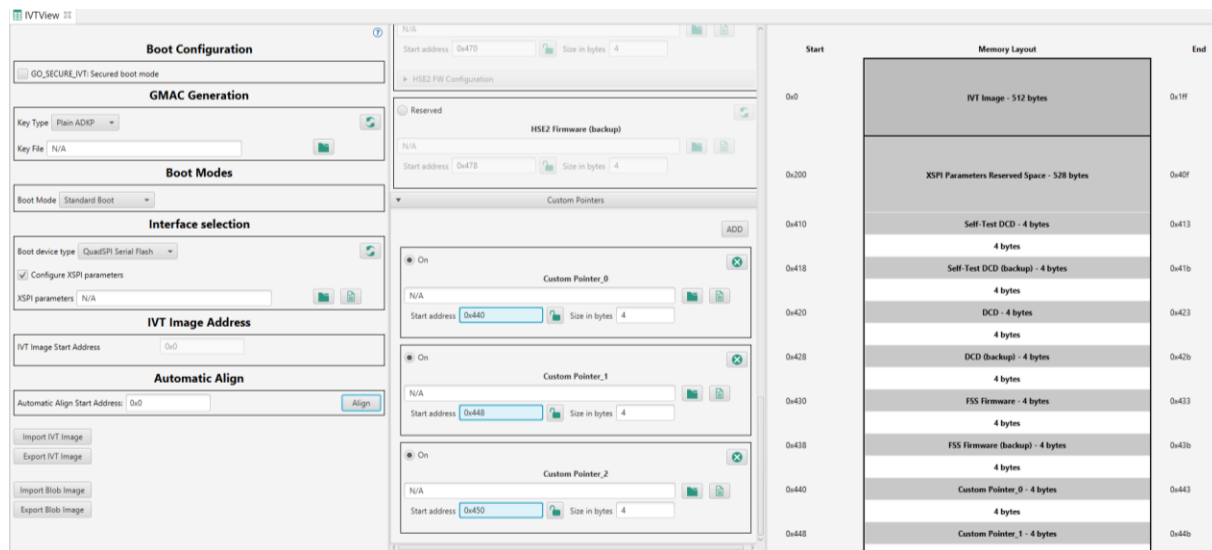 IVTView
Boot Configuration
GO_SECURE_IVT: Secured boot mode
GMAC Generation
Key Type Plain ADKP
Key File N/A
Boot Modes
Boot Mode Standard Boot
Interface selection
Boot device type QuadSPI Serial Flash
Configure XSPI parameters
XSPI parameters N/A
IVT Image Address
IVT Image Start Address 0x0
Automatic Align
Automatic Align Start Address: 0x0 Align
Import IVT Image
Export IVT Image
Import Blob Image
Export Blob Image
N/A
Start address 0x470 Size in bytes 4
HSE2 FW Configuration
Reserved
HSE2 Firmware (backup)
N/A
Start address 0x478 Size in bytes 4
Custom Pointers
ADD
On
Custom Pointer_0
N/A
Start address 0x440 Size in bytes 4
On
Custom Pointer_1
N/A
Start address 0x448 Size in bytes 4
On
Custom Pointer_2
N/A
Start address 0x450 Size in bytes 4
Start Memory Layout End
0x0 IVT Image - 512 bytes 0x1ff
0x200 XSPI Parameters Reserved Space - 528 bytes 0x40f
0x410 Self-Test DCD - 4 bytes 0x413
4 bytes
0x418 Self-Test DCD (backup) - 4 bytes 0x41b
4 bytes
0x420 DCD - 4 bytes 0x423
4 bytes
0x428 DCD (backup) - 4 bytes 0x42b
4 bytes
0x430 FSS Firmware - 4 bytes 0x433
4 bytes
0x438 FSS Firmware (backup) - 4 bytes 0x43b
4 bytes
0x440 Custom Pointer_0 - 4 bytes 0x443
4 bytes
0x448 Custom Pointer_1 - 4 bytes 0x44b